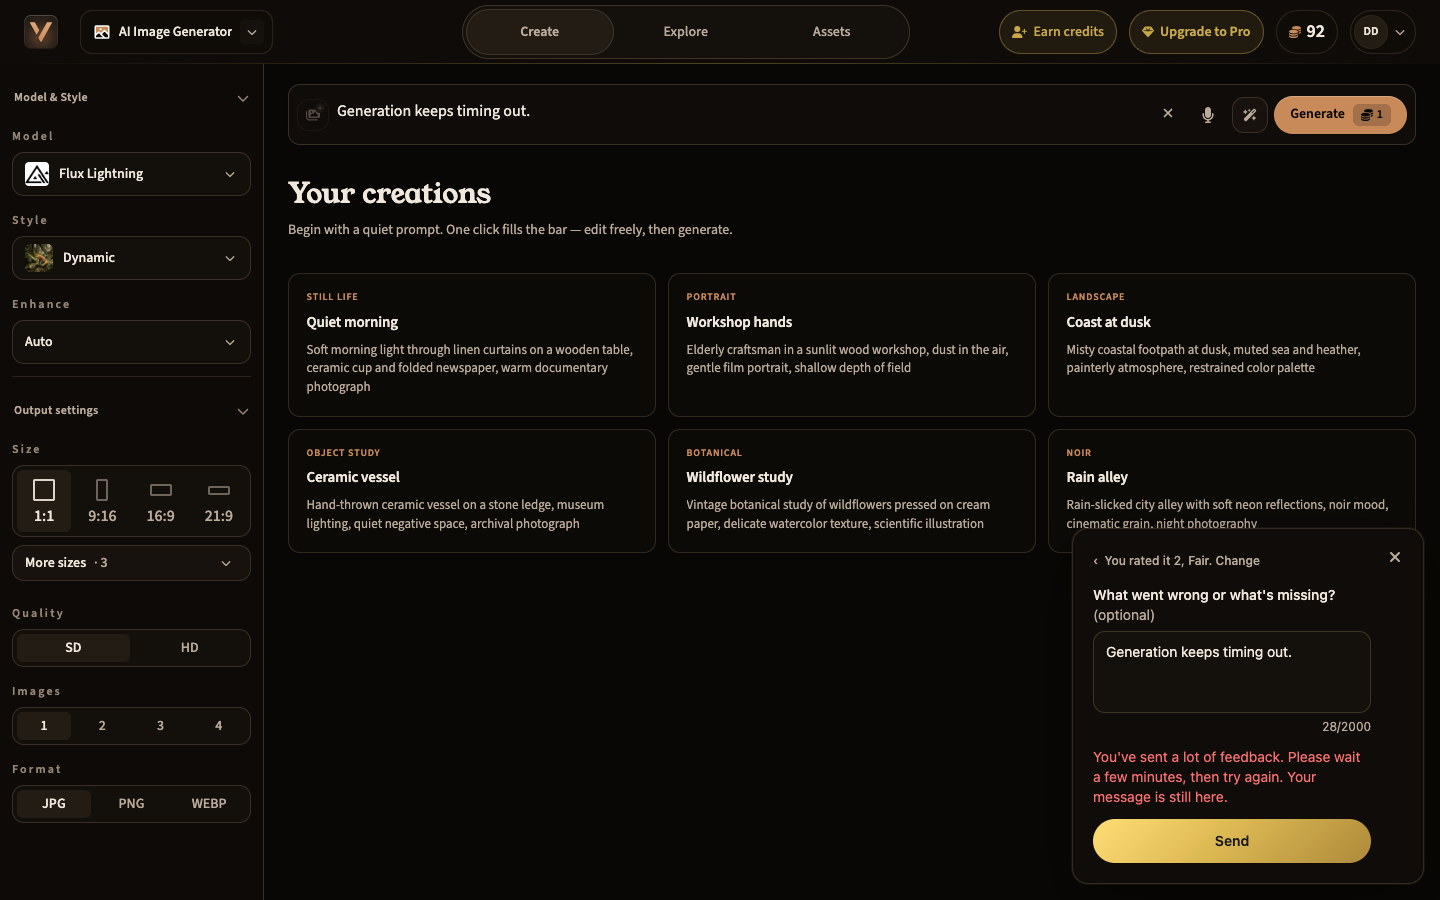 AI Image Generator
Create
Explore
Assets
Earn credits
Upgrade to Pro
92
DD
Model & Style
Model
Flux Lightning
Style
Dynamic
Enhance
Auto
Output settings
Size
1:1
9:16
16:9
21:9
More sizes · 3
Quality
SD
HD
Images
1
2
3
4
Format
JPG
PNG
WEBP
Generation keeps timing out.
Generate
1
Your creations
Begin with a quiet prompt. One click fills the bar — edit freely, then generate.
STILL LIFE
Quiet morning
Soft morning light through linen curtains on a wooden table,
ceramic cup and folded newspaper, warm documentary
photograph
PORTRAIT
Workshop hands
Elderly craftsman in a sunlit wood workshop, dust in the air,
gentle film portrait, shallow depth of field
LANDSCAPE
Coast at dusk
Misty coastal footpath at dusk, muted sea and heather,
painterly atmosphere, restrained color palette
OBJECT STUDY
Ceramic vessel
Hand-thrown ceramic vessel on a stone ledge, museum
lighting, quiet negative space, archival photograph
BOTANICAL
Wildflower study
Vintage botanical study of wildflowers pressed on cream
paper, delicate watercolor texture, scientific illustration
NOIR
Rain alley
Rain-slicked city alley with soft neon reflections, noir mood,
cinematic grain, night photography
‹ You rated it 2, Fair. Change
What went wrong or what's missing?
(optional)
Generation keeps timing out.
28/2000
You've sent a lot of feedback. Please wait
a few minutes, then try again. Your
message is still here.
Send